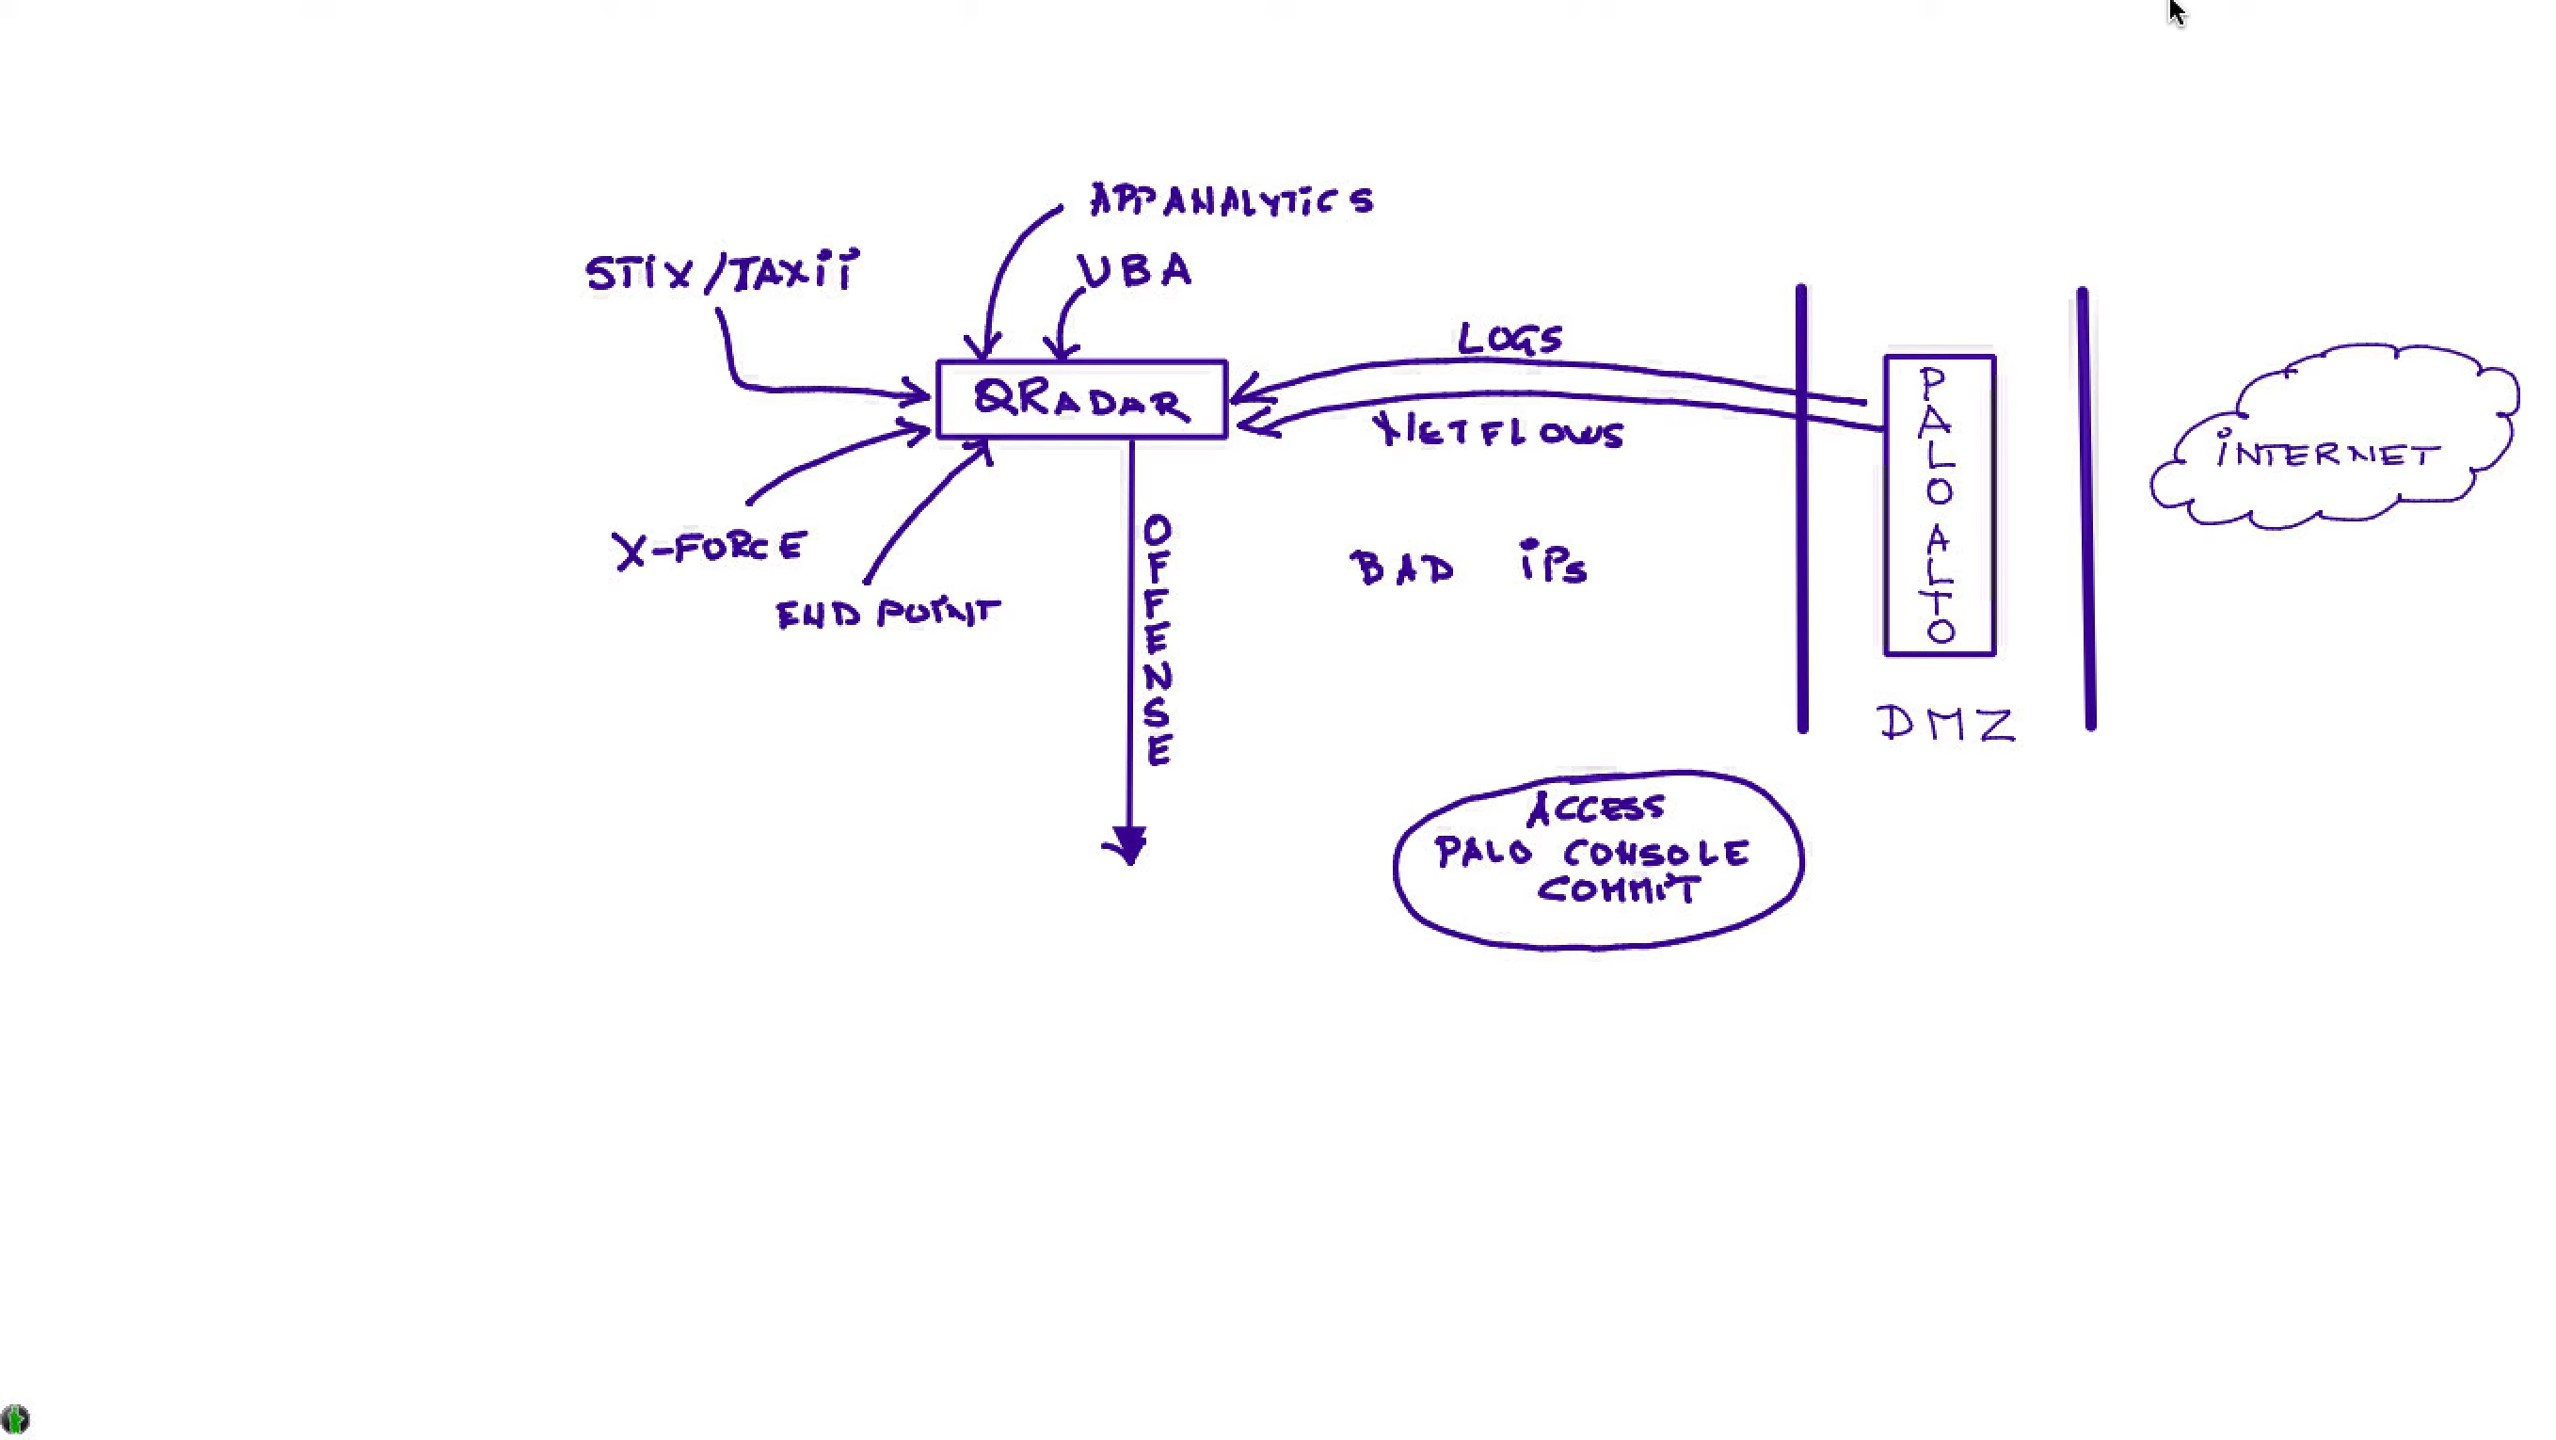 APP ANALYTICS
STIX/TAXii
UBA
LOGS
QRADAR
NETFLOWS
PALO ALTO
iNTERNET
X-FORCE
END POiNT
OFFENSE
BAD iPs
DMZ
ACCESS
PALO CONSOLE
COMMiT